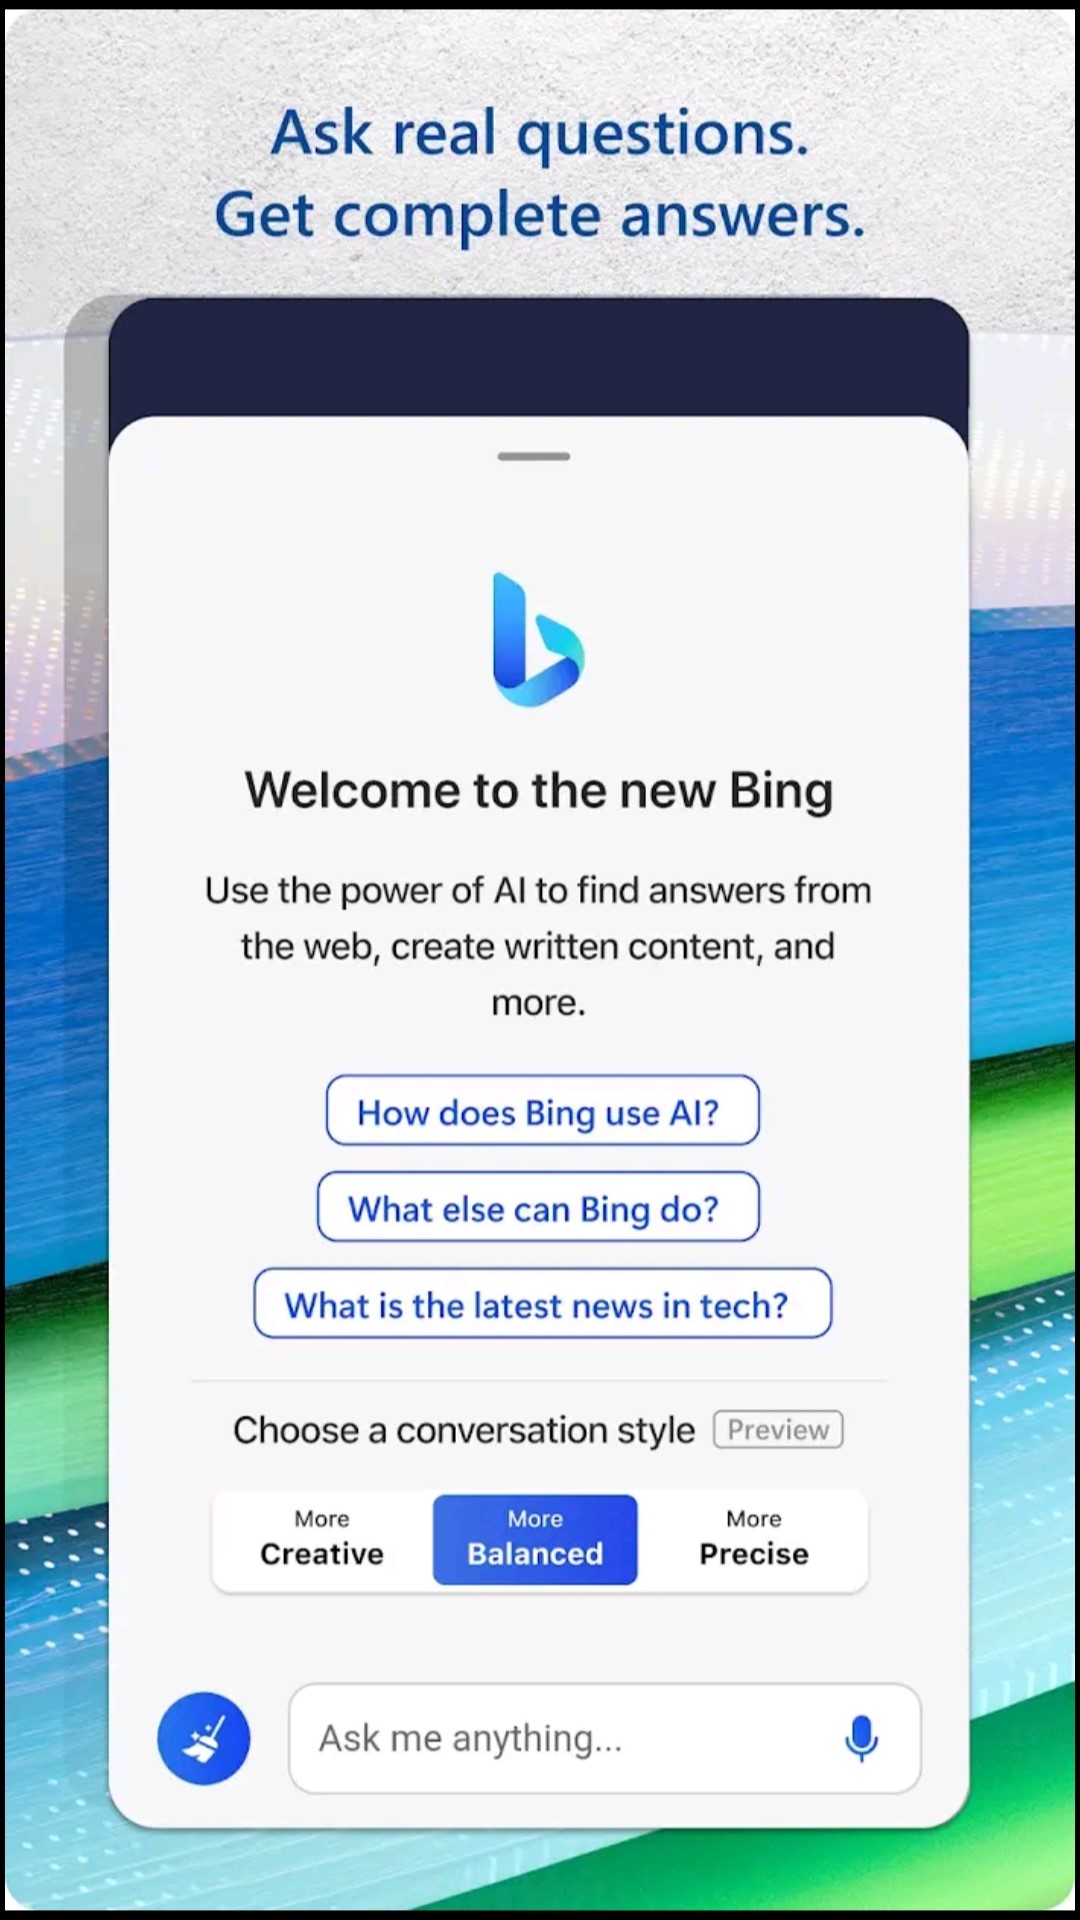 Ask real questions.
Get complete answers.
Welcome to the new Bing
Use the power of AI to find answers from
the web, create written content, and
more.
How does Bing use AI?
What else can Bing do?
What is the latest news in tech?
Choose a conversation style Preview
More
Creative
More
Balanced
More
Precise
Ask me anything...